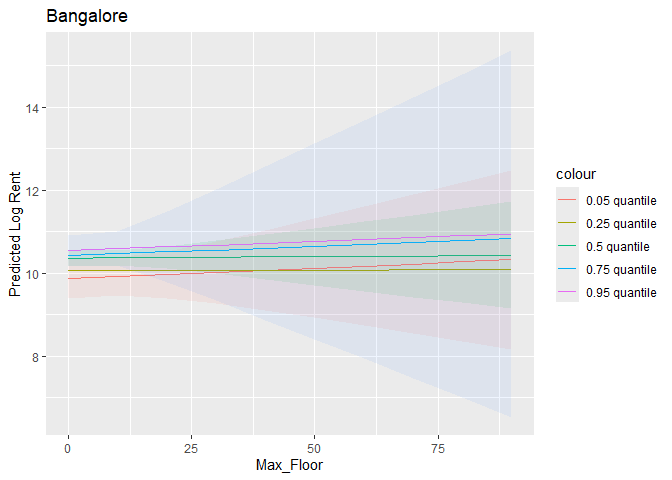 Bangalore
Predicted Log Rent
14
12
10
8
0
25
50
75
Max_Floor
colour
0.05 quantile
0.25 quantile
0.5 quantile
0.75 quantile
0.95 quantile